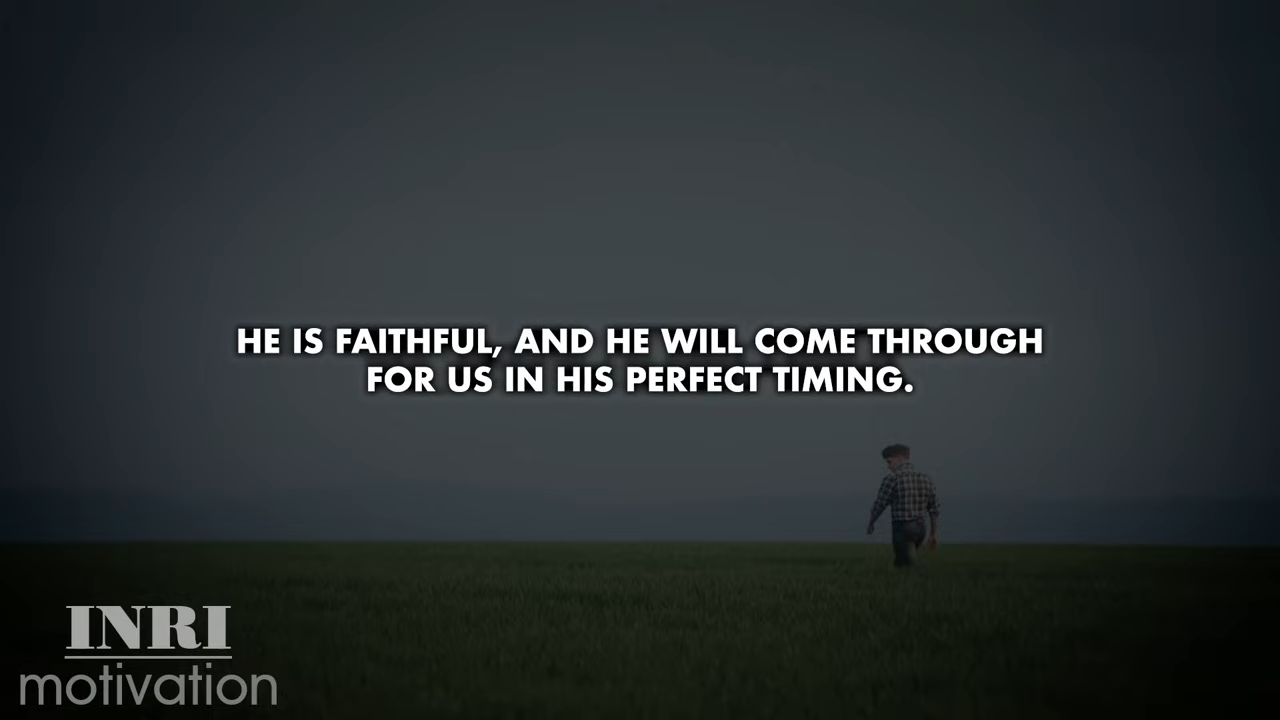 HE IS FAITHFUL, AND HE WILL COME THROUGH
FOR US IN HIS PERFECT TIMING.
INRI
motivation